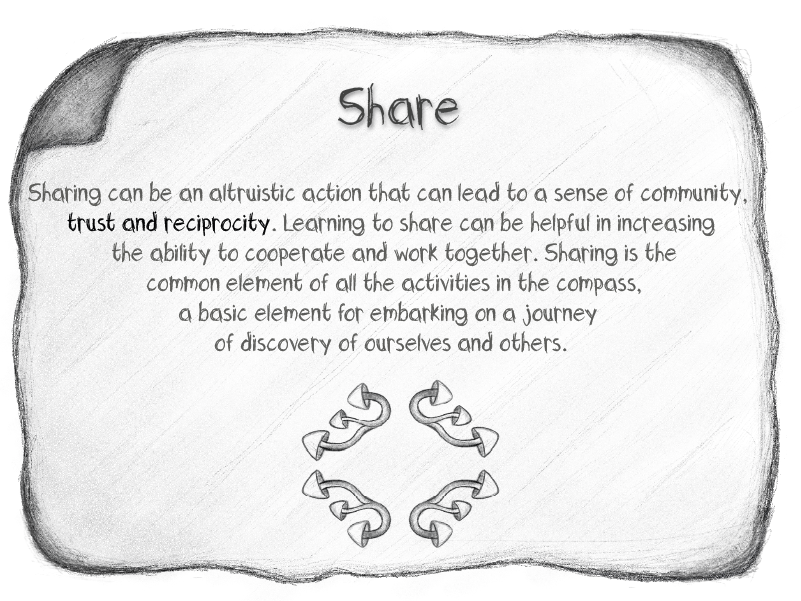 Share
Sharing can be an altruistic action that can lead to a sense of community,
trust and reciprocity. Learning to share can be helpful in increasing
the ability to cooperate and work together. Sharing is the
common element of all the activities in the compass,
a basic element for embarking on a journey
of discovery of ourselves and others.